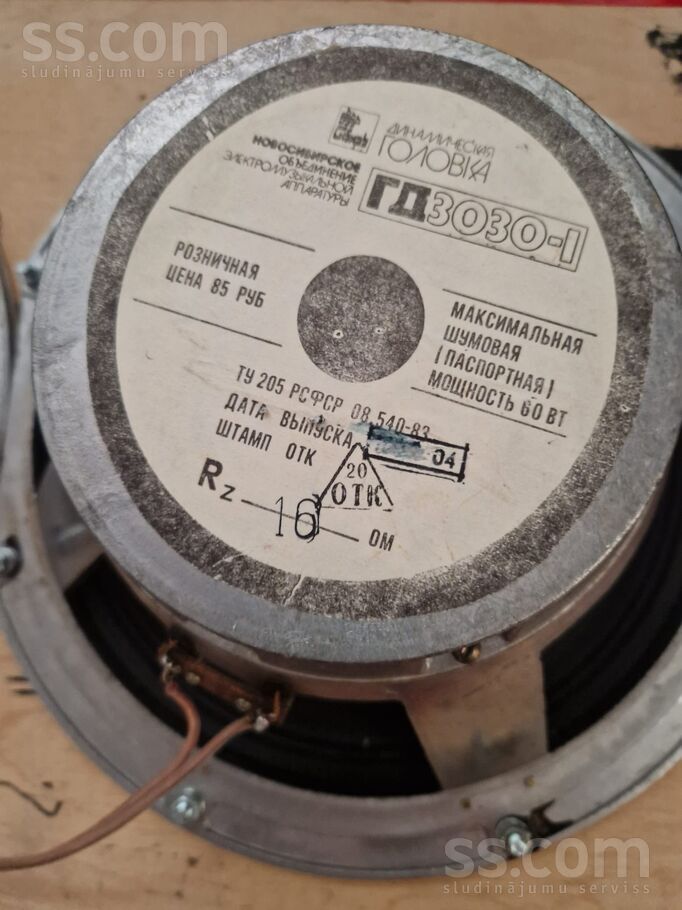 ss.com
sludinājumu serviss
ДИНАМИЧЕСКАЯ
ГОЛОВКА
НОВОСИБИРСКОЕ
ОБЪЕДИНЕНИЕ
ЭЛЕКТРОМУЗЫКАЛЬНОЙ
АППАРАТУРЫ
ГД3030-1
РОЗНИЧНАЯ
ЦЕНА 85 РУБ
МАКСИМАЛЬНАЯ
ШУМОВАЯ
(ПАСПОРТНАЯ)
МОЩНОСТЬ 60 ВТ
ТУ 205 РСФСР 08.540-83
ДАТА ВЫПУСКА 04
ШТАМП ОТК
20
ОТК
Rz 16 ОМ
ss.com
sludinājumu serviss